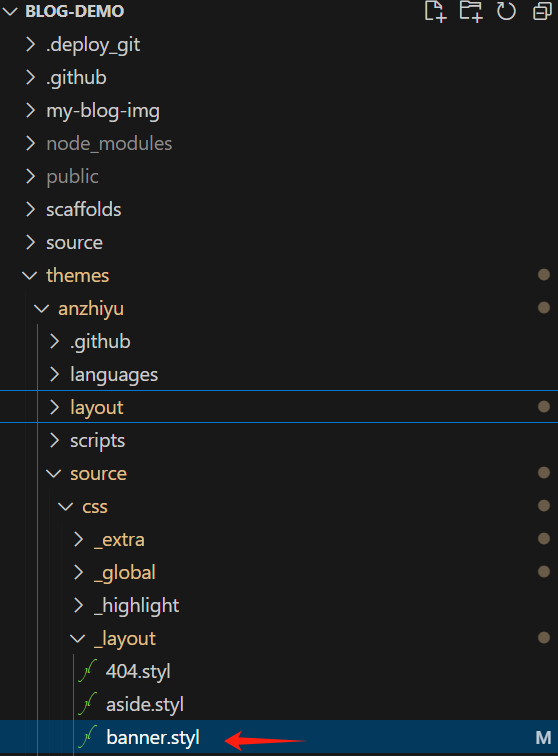 BLOG-DEMO
.deploy_git
.github
my-blog-img
node_modules
public
scaffolds
source
themes
anzhiyu
.github
languages
layout
scripts
source
css
_extra
_global
_highlight
_layout
404.styl
aside.styl
banner.styl M